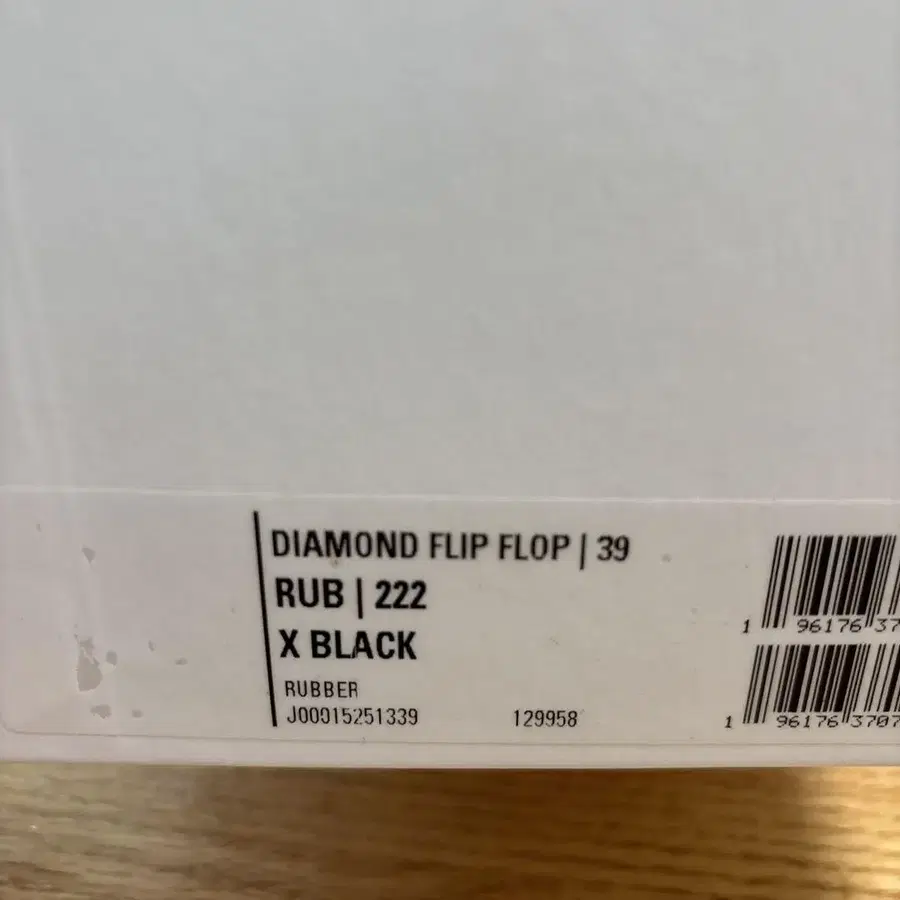 DIAMOND FLIP FLOP | 39
RUB | 222
X BLACK
RUBBER
J00015251339 129958
1 96176 37
1 96176 3707